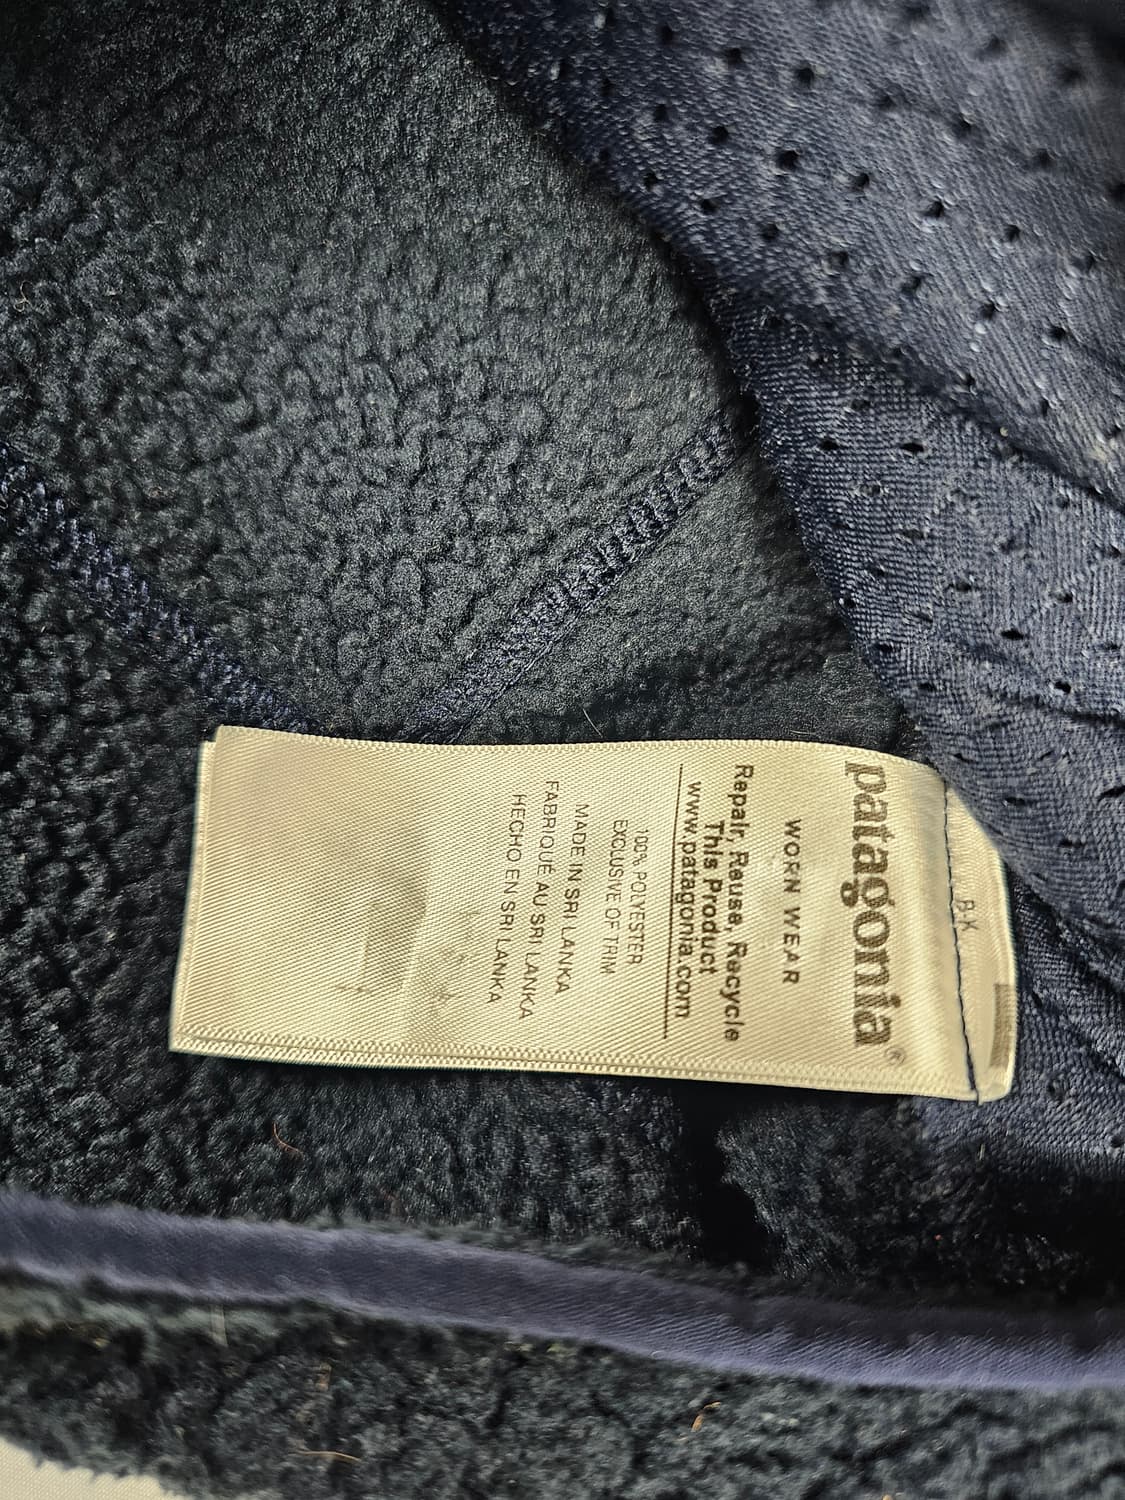 B-K
patagonia®
WORN WEAR
Repair, Reuse, Recycle
This Product
www.patagonia.com
100% POLYESTER
EXCLUSIVE OF TRIM
MADE IN SRI LANKA
FABRIQUÉ AU SRI LANKA
HECHO EN SRI LANKA